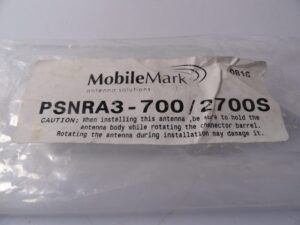 MobileMark
antenna solutions
PSNRA3-700/2700S
CAUTION; When installing this antenna ,be sure to hold the
antenna body while rotating the connector barrel.
Rotating the antenna during installation may damage it.